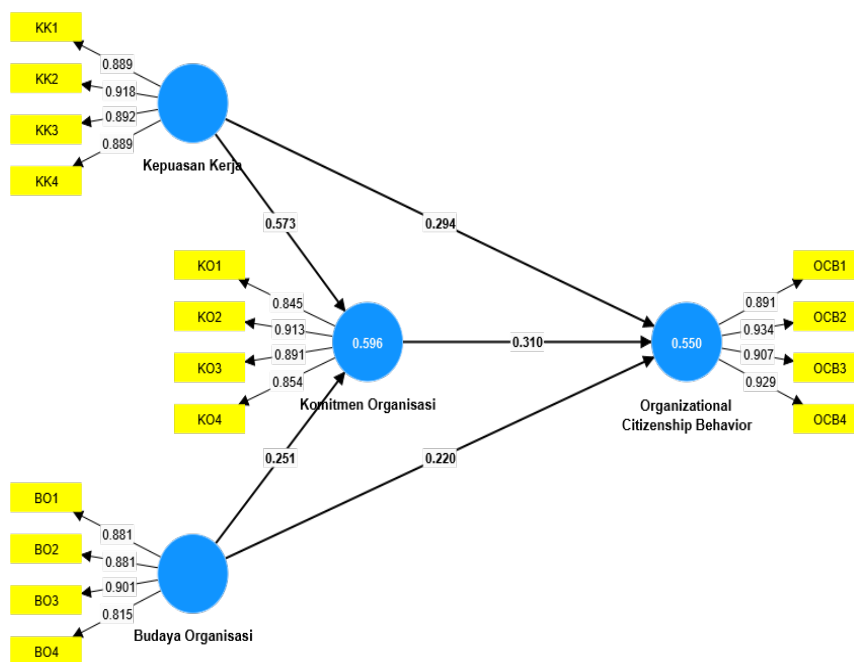 KK1
0.889
KK2
0.918
KK3
0.892
KK4
0.889
Kepuasan Kerja
0.573
0.294
KO1
0.845
KO2
0.913
KO3
0.891
KO4
0.854
0.596
Komitmen Organisasi
0.310
0.550
Organizational
Citizenship Behavior
OCB1
0.891
OCB2
0.934
OCB3
0.907
OCB4
0.929
0.251
0.220
BO1
0.881
BO2
0.881
BO3
0.901
BO4
0.815
Budaya Organisasi